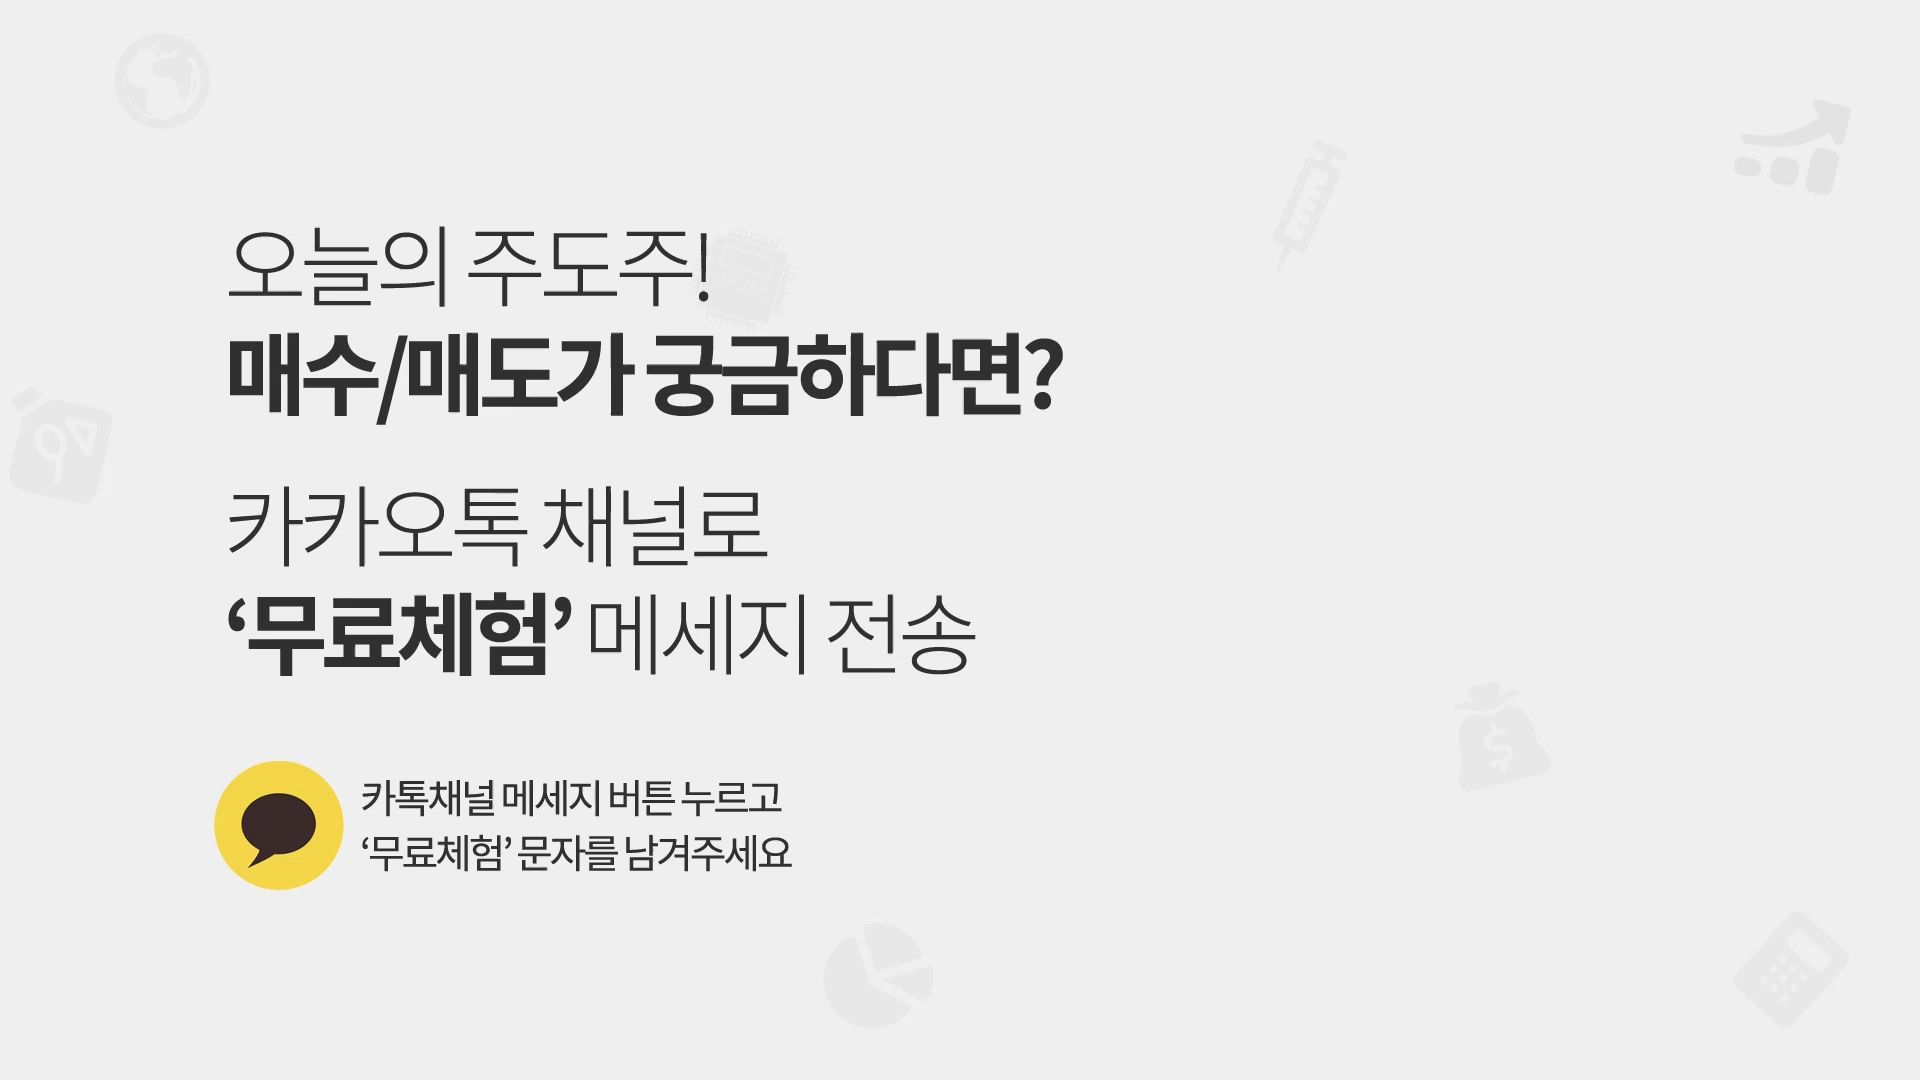 오늘의 주도주!
매수/매도가 궁금하다면?
카카오톡 채널로
‘무료체험’ 메세지 전송
카톡채널 메세지 버튼 누르고
‘무료체험’ 문자를 남겨주세요
$